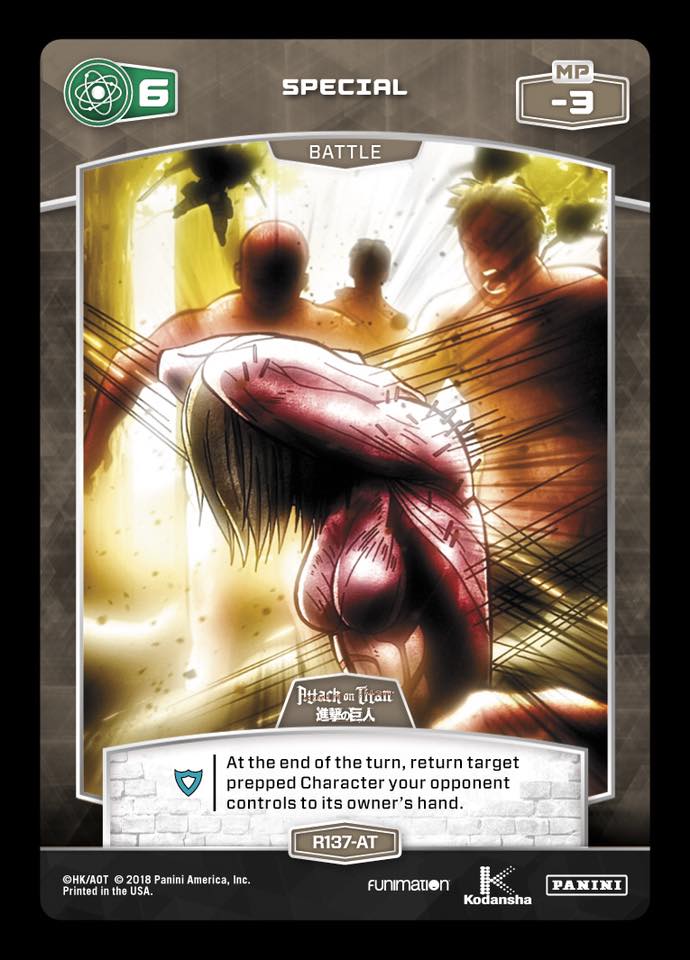 6
SPECIAL
MP
-3
BATTLE
Attack on Titan
進撃の巨人
At the end of the turn, return target
prepped Character your opponent
controls to its owner's hand.
R137-AT
©HK/AOT © 2018 Panini America, Inc.
Printed in the USA.
FUNIMATION
Kodansha
PANINI